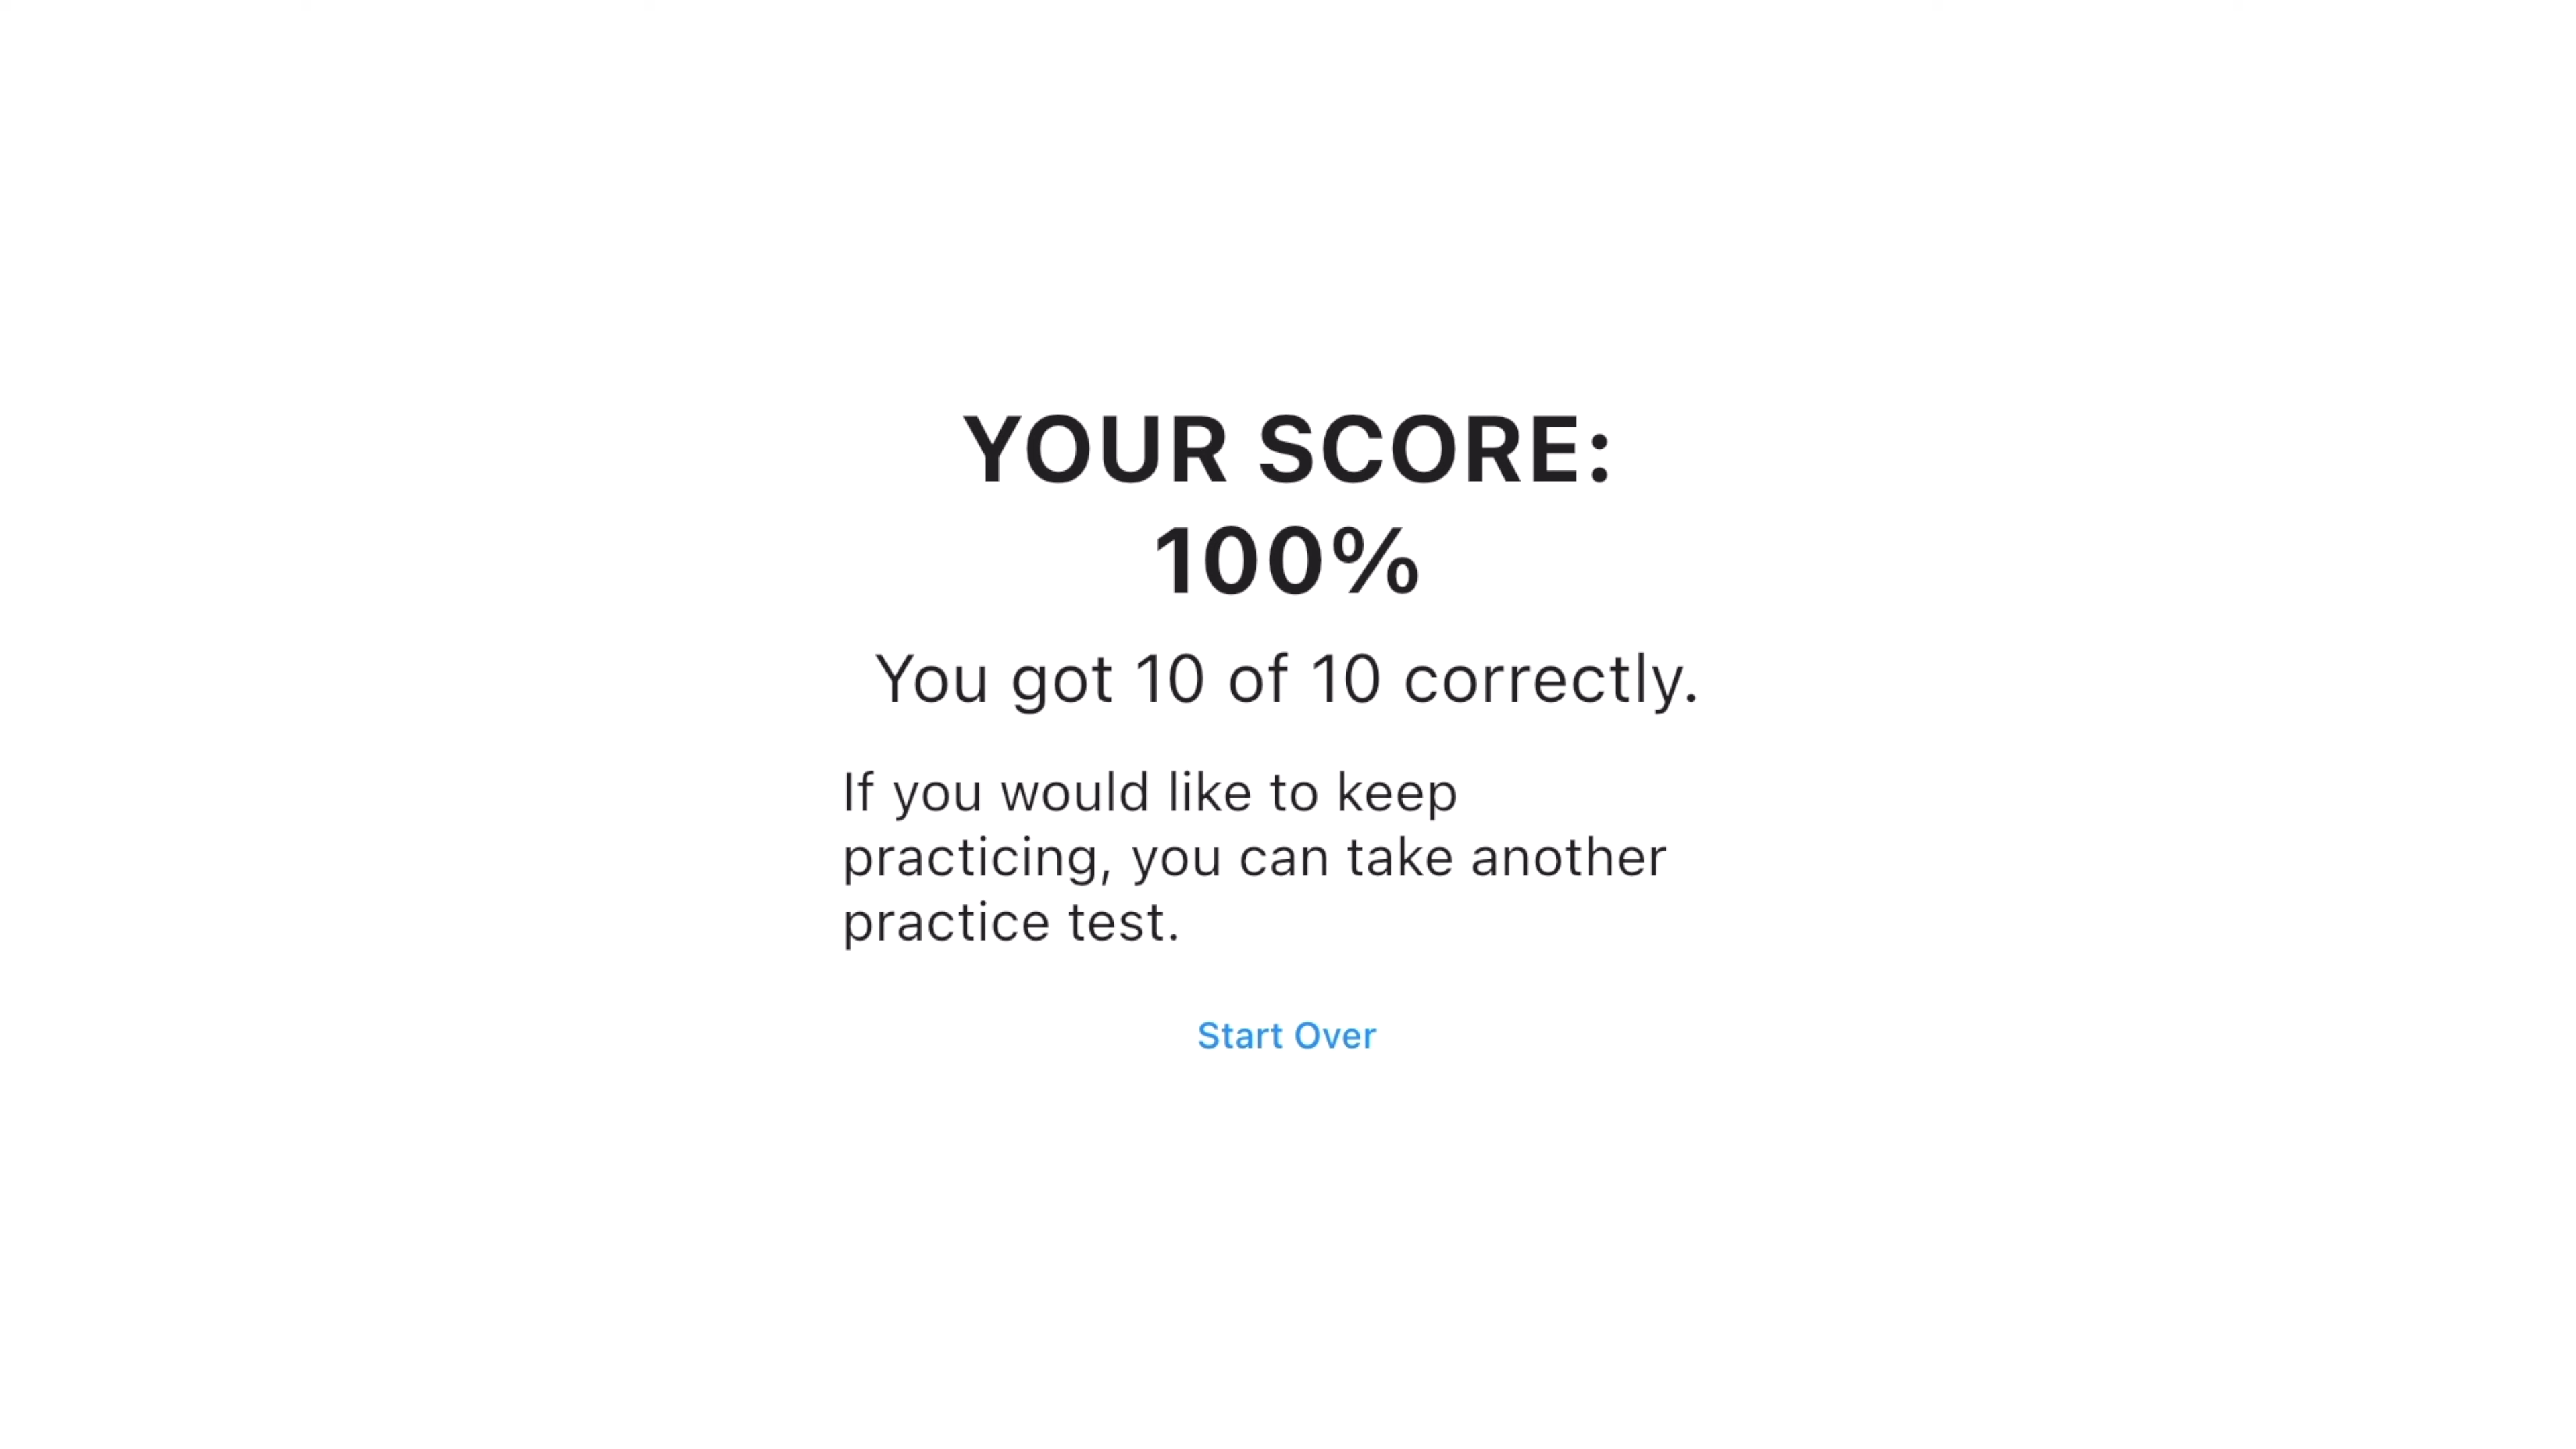 YOUR SCORE:
100%
You got 10 of 10 correctly.
If you would like to keep
practicing, you can take another
practice test.
Start Over